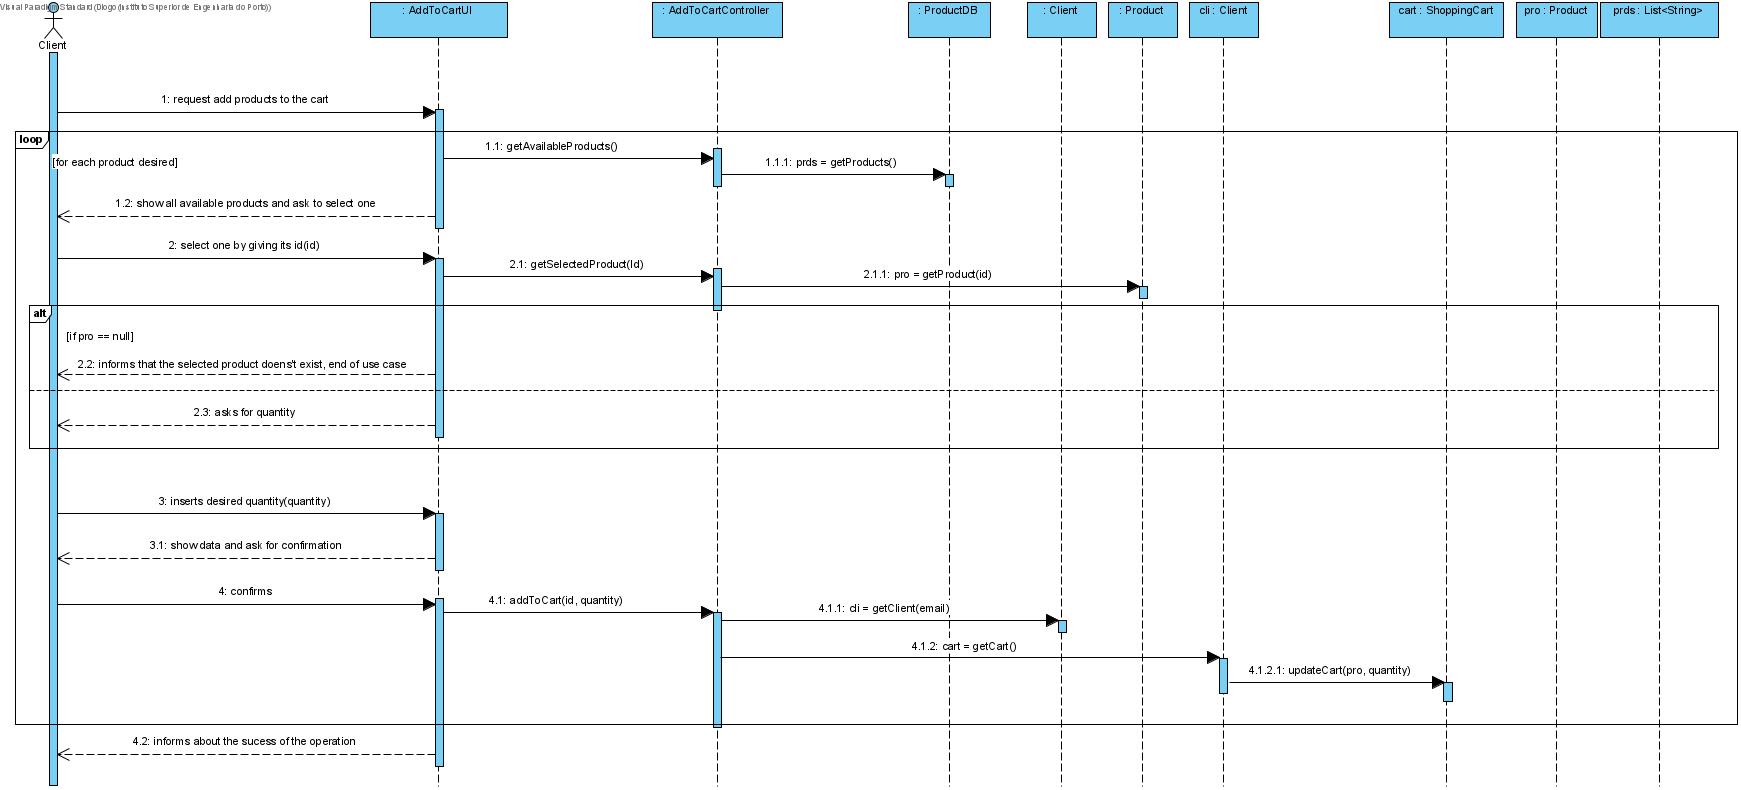 Visual Paradigm Standard (Diogo (Instituto Superior de Engenharia do Porto))
Client
: AddToCartUI
: AddToCartController
: ProductDB
: Client
: Product
cli : Client
cart : ShoppingCart
pro : Product
prds : List<String>
1: request add products to the cart
loop
[for each product desired]
1.1: getAvailableProducts()
1.1.1: prds = getProducts()
1.2: show all available products and ask to select one
2: select one by giving its id(id)
2.1: getSelectedProduct(Id)
2.1.1: pro = getProduct(id)
alt
[if pro == null]
2.2: informs that the selected product doens't exist, end of use case
2.3: asks for quantity
3: inserts desired quantity(quantity)
3.1: show data and ask for confirmation
4: confirms
4.1: addToCart(id, quantity)
4.1.1: cli = getClient(email)
4.1.2: cart = getCart()
4.1.2.1: updateCart(pro, quantity)
4.2: informs about the sucess of the operation